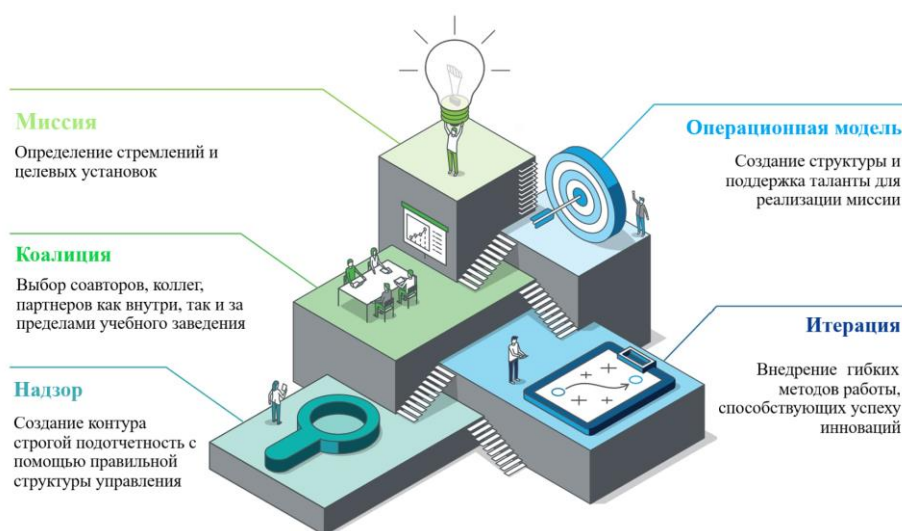 Миссия
Определение стремлений и
целевых установок
Коалиция
Выбор соавторов, коллег,
партнеров как внутри, так и за
пределами учебного заведения
Надзор
Создание контура
строгой подотчетность с
помощью правильной
структуры управления
Операционная модель
Создание структуры и
поддержка таланты для
реализации миссии
Итерация
Внедрение гибких
методов работы,
способствующих успеху
инноваций